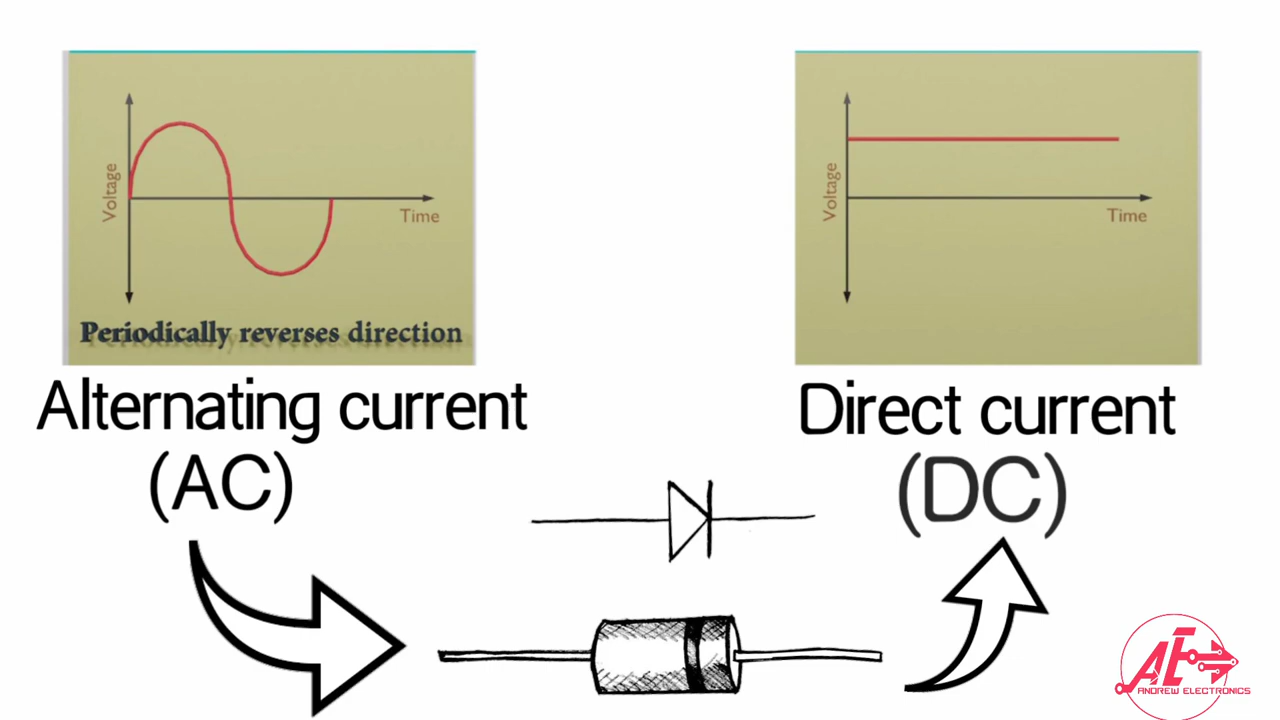 Voltage
Time
Periodically reverses direction
Alternating current
(AC)
Voltage
Time
Direct current
(DC)
AE
ANDREW ELECTRONICS